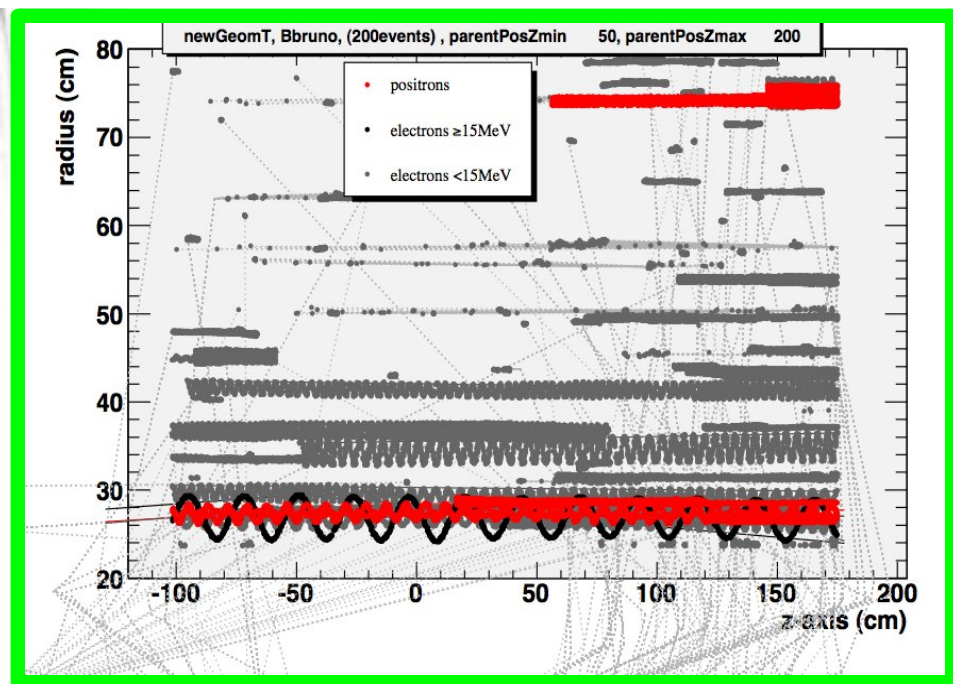 newGeomT, Bbruno, (200events) , parentPosZmin 50, parentPosZmax 200
radius (cm)
80
70
60
50
40
30
20
positrons
electrons ≥15MeV
electrons <15MeV
-100 -50 0 50 100 150 200
z-axis (cm)